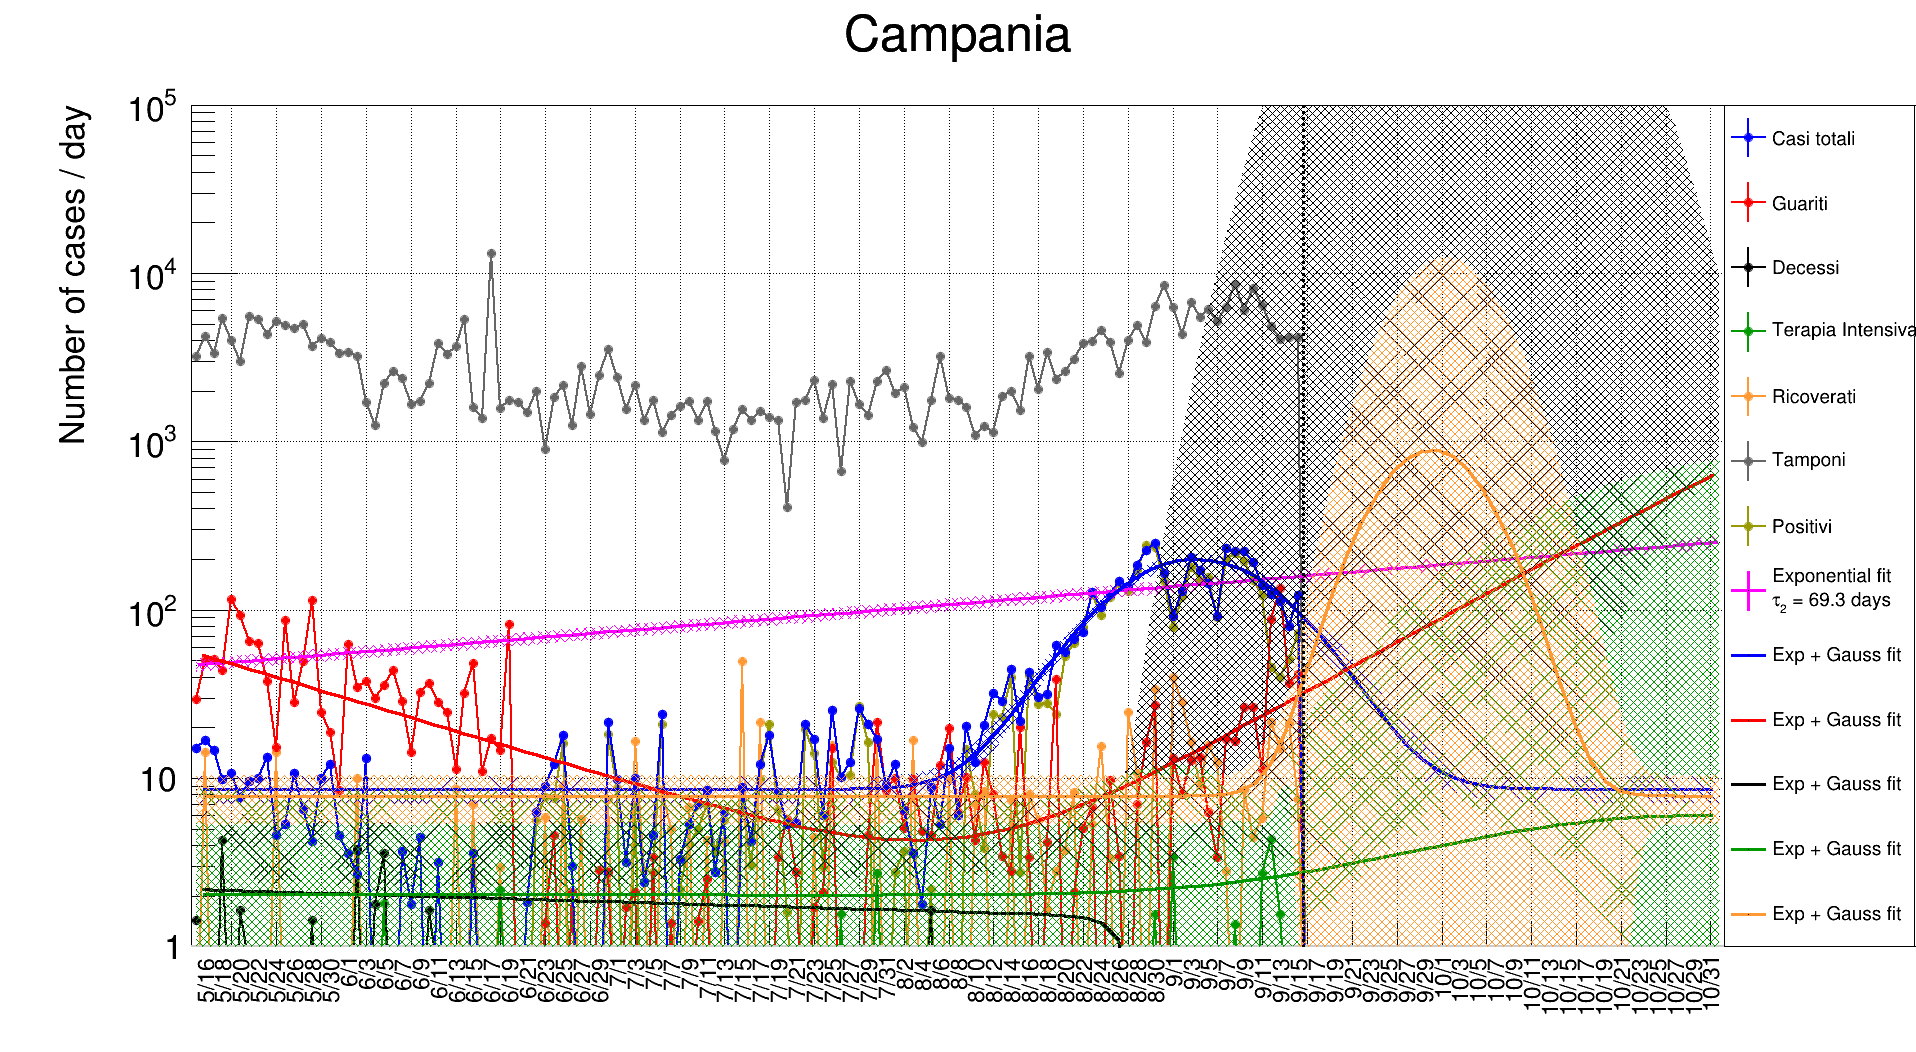 Campania
Number of cases / day
10^5
10^4
10^3
10^2
10
1
5/16 5/18 5/20 5/22 5/24 5/26 5/28 5/30 6/1 6/3 6/5 6/7 6/9 6/11 6/13 6/15 6/17 6/19 6/21 6/23 6/25 6/27 6/29 7/1 7/3 7/5 7/7 7/9 7/11 7/13 7/15 7/17 7/19 7/21 7/23 7/25 7/27 7/29 7/31 8/2 8/4 8/6 8/8 8/10 8/12 8/14 8/16 8/18 8/20 8/22 8/24 8/26 8/28 8/30 9/1 9/3 9/5 9/7 9/9 9/11 9/13 9/15 9/17 9/19 9/21 9/23 9/25 9/27 9/29 10/1 10/3 10/5 10/7 10/9 10/11 10/13 10/15 10/17 10/19 10/21 10/23 10/25 10/27 10/29 10/31
Casi totali
Guariti
Decessi
Terapia Intensiva
Ricoverati
Tamponi
Positivi
Exponential fit
τ₂ = 69.3 days
Exp + Gauss fit
Exp + Gauss fit
Exp + Gauss fit
Exp + Gauss fit
Exp + Gauss fit